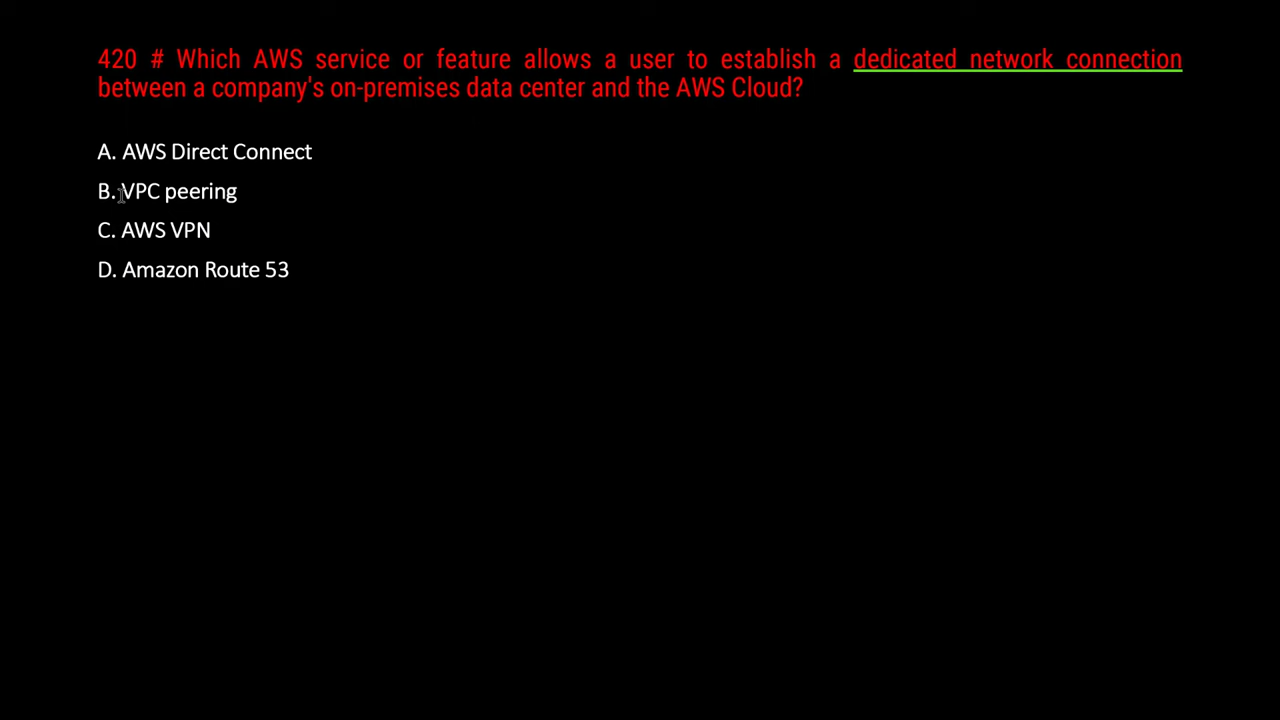 420 # Which AWS service or feature allows a user to establish a dedicated network connection
between a company's on-premises data center and the AWS Cloud?
A. AWS Direct Connect
B. VPC peering
C. AWS VPN
D. Amazon Route 53